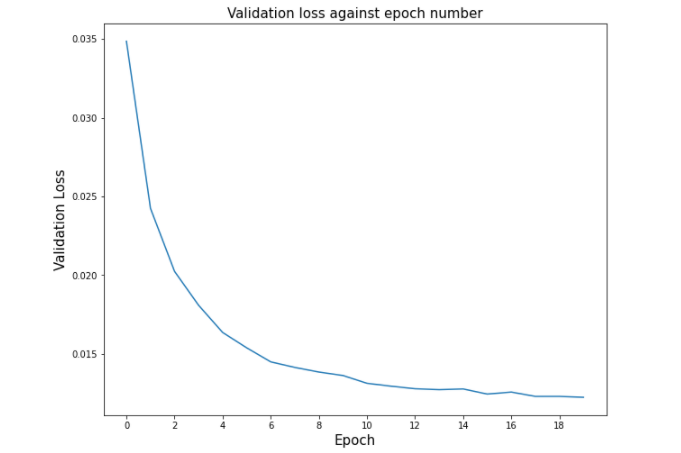 Validation loss against epoch number
0.035
0.030
0.025
0.020
0.015
Validation Loss
0 2 4 6 8 10 12 14 16 18
Epoch